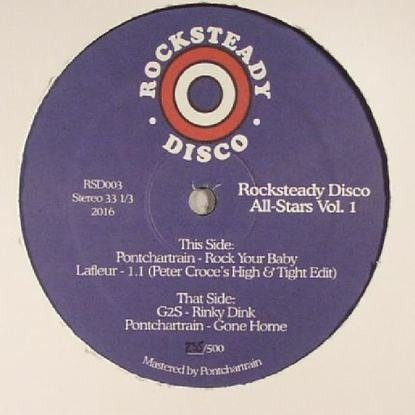 ROCKSTEADY
DISCO
RSD003
Stereo 33 1/3
2016
Rocksteady Disco
All-Stars Vol. 1
This Side:
Pontchartrain - Rock Your Baby
Lafleur - 1.1 (Peter Croce's High & Tight Edit)
That Side:
G2S - Rinky Dink
Pontchartrain - Gone Home
/500
Mastered by Pontchartrain